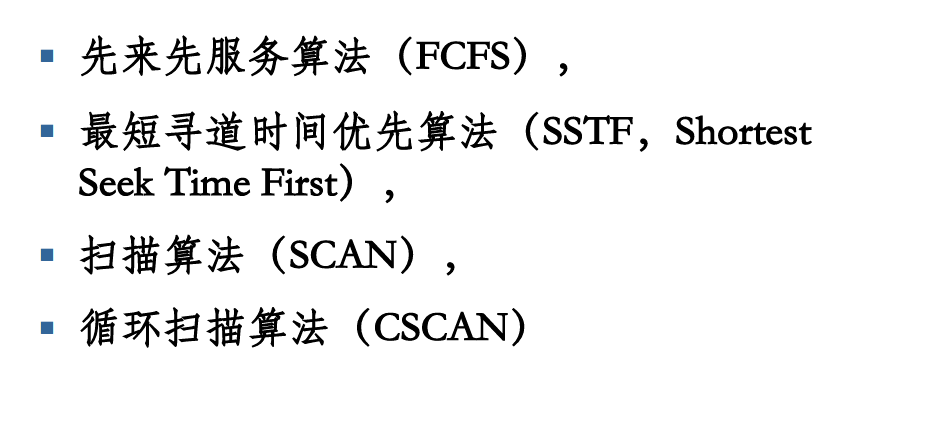 ▪ 先来先服务算法（FCFS），
▪ 最短寻道时间优先算法（SSTF，Shortest
Seek Time First），
▪ 扫描算法（SCAN），
▪ 循环扫描算法（CSCAN）